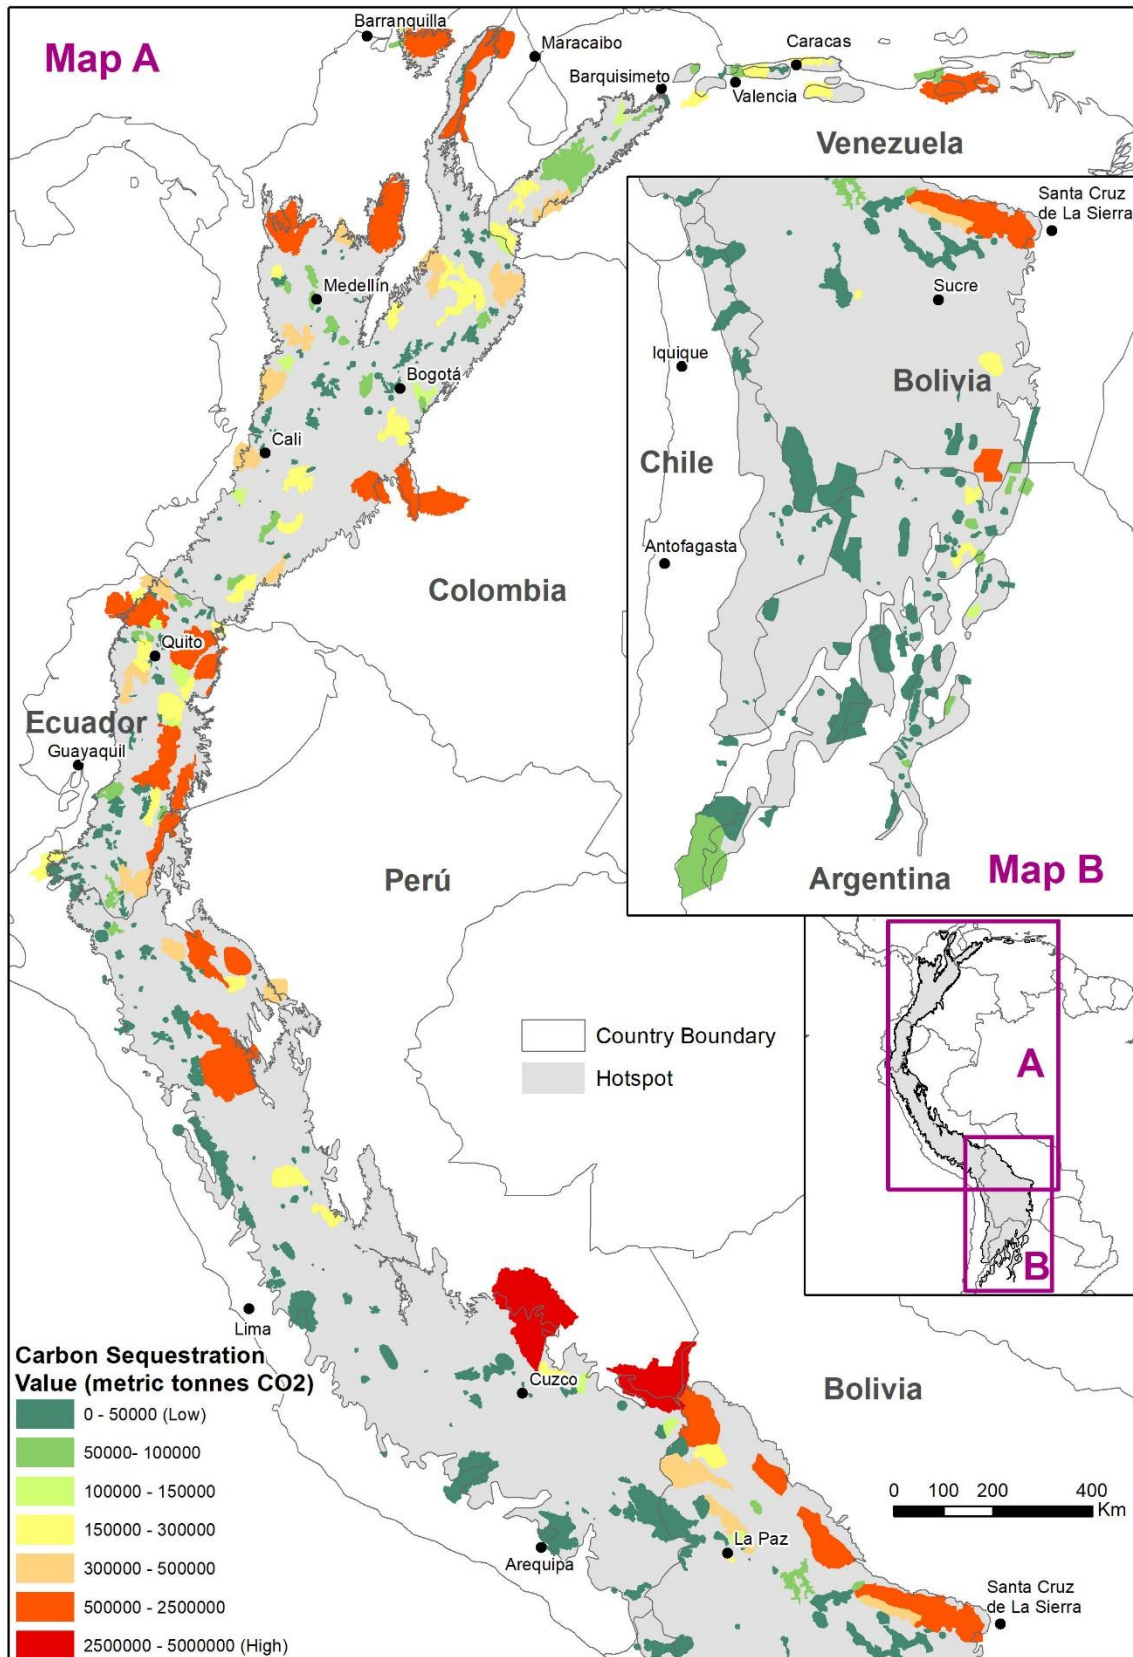 Map A
Barranquilla
Maracaibo
Caracas
Barquisimeto
Valencia
Venezuela
Medellín
Bogotá
Cali
Colombia
Quito
Ecuador
Guayaquil
Perú
Santa Cruz
de La Sierra
Sucre
Iquique
Bolivia
Chile
Antofagasta
Argentina
Map B
Country Boundary
Hotspot
A
B
Lima
Cuzco
Bolivia
Arequipa
La Paz
Santa Cruz
de La Sierra
Carbon Sequestration
Value (metric tonnes CO2)
0 - 50000 (Low)
50000- 100000
100000 - 150000
150000 - 300000
300000 - 500000
500000 - 2500000
2500000 - 5000000 (High)
0 100 200 400
Km